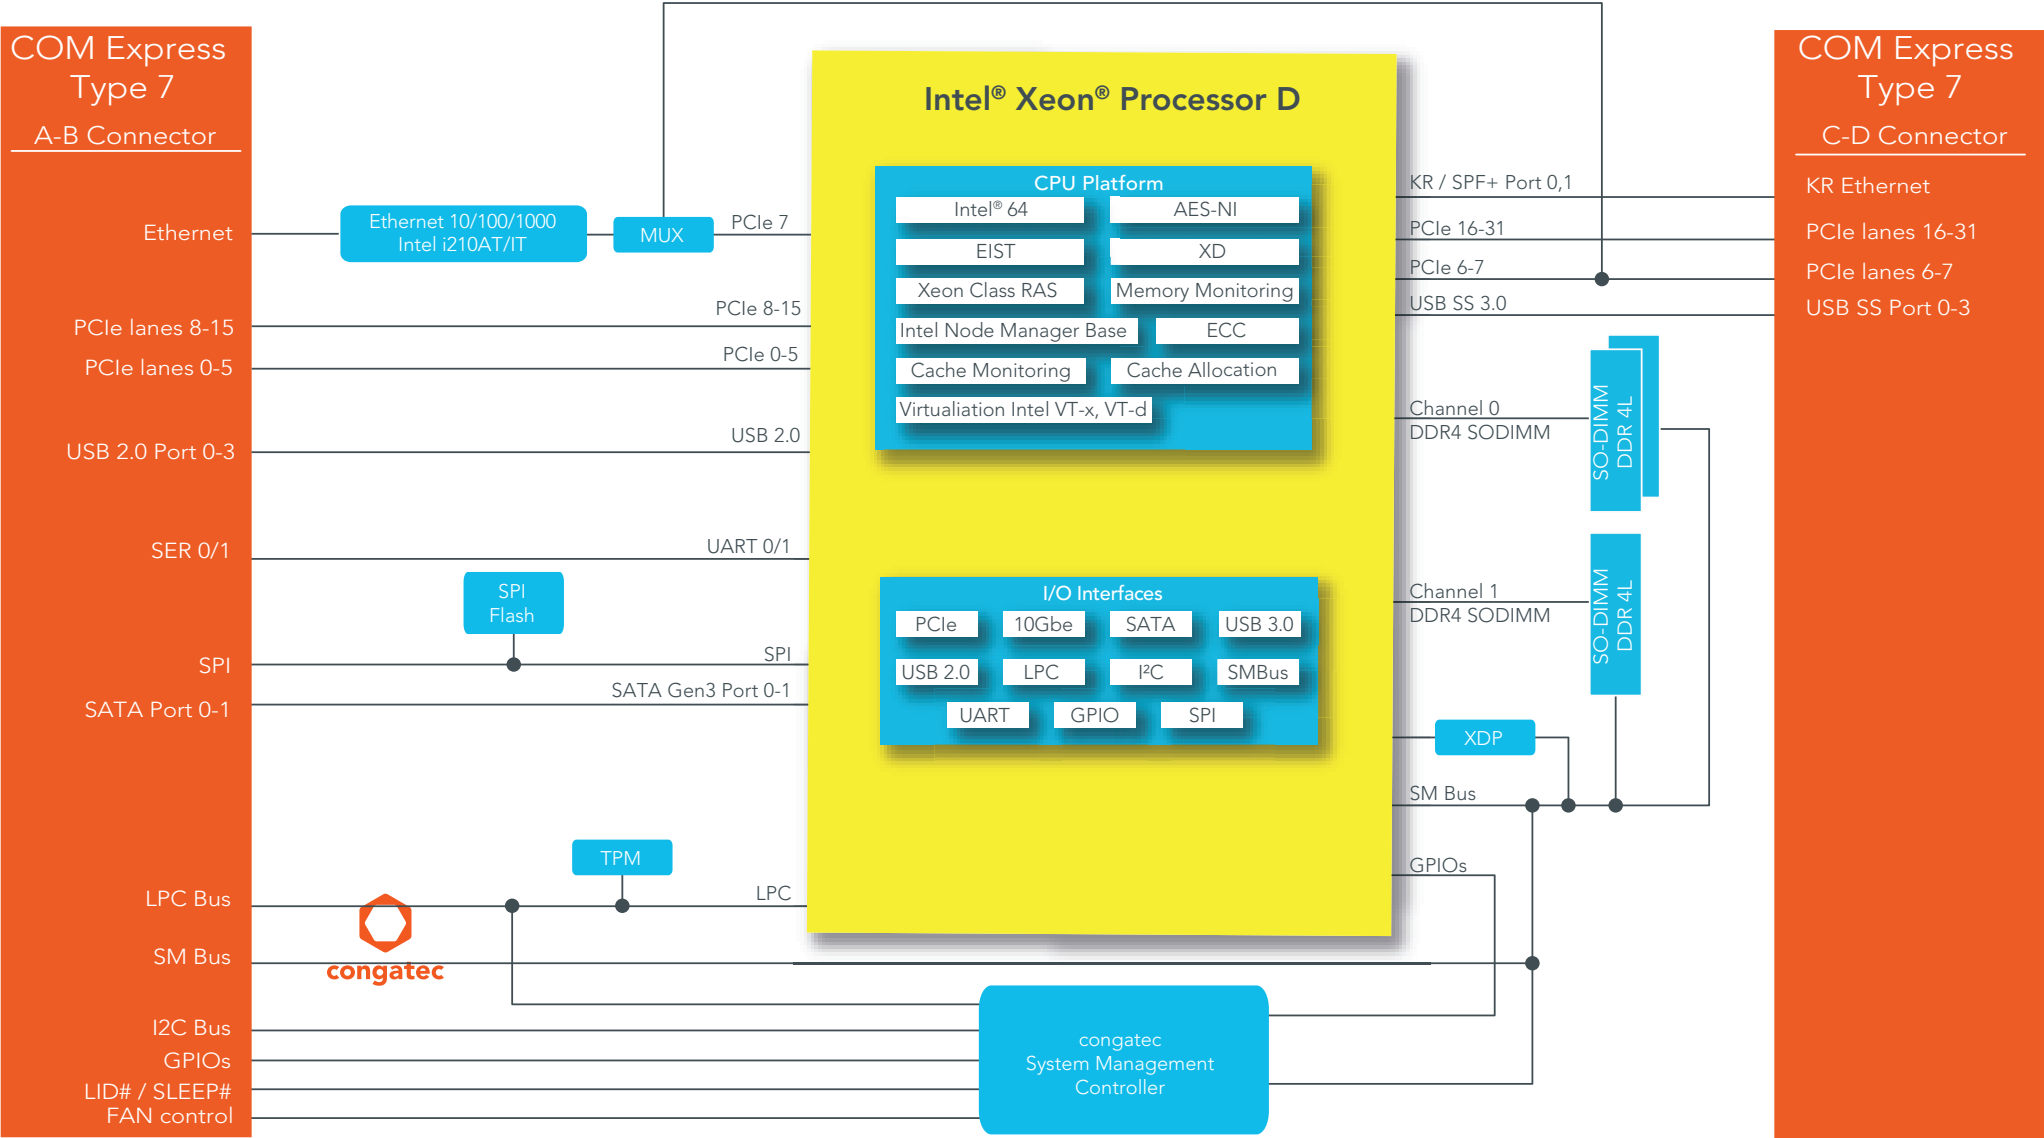 COM Express
Type 7
A-B Connector
Ethernet
PCIe lanes 8-15
PCIe lanes 0-5
USB 2.0 Port 0-3
SER 0/1
SPI
SATA Port 0-1
LPC Bus
SM Bus
I2C Bus
GPIOs
LID# / SLEEP#
FAN control
Ethernet 10/100/1000
Intel i210AT/IT
MUX
PCIe 7
PCIe 8-15
PCIe 0-5
USB 2.0
UART 0/1
SPI
Flash
SPI
SATA Gen3 Port 0-1
TPM
LPC
congatec
Intel® Xeon® Processor D
CPU Platform
Intel® 64
AES-NI
EIST
XD
Xeon Class RAS
Memory Monitoring
Intel Node Manager Base
ECC
Cache Monitoring
Cache Allocation
Virtualiation Intel VT-x, VT-d
I/O Interfaces
PCIe
10Gbe
SATA
USB 3.0
USB 2.0
LPC
I²C
SMBus
UART
GPIO
SPI
congatec
System Management
Controller
KR / SPF+ Port 0,1
PCIe 16-31
PCIe 6-7
USB SS 3.0
Channel 0
DDR4 SODIMM
SO-DIMM
DDR 4L
Channel 1
DDR4 SODIMM
SO-DIMM
DDR 4L
XDP
SM Bus
GPIOs
COM Express
Type 7
C-D Connector
KR Ethernet
PCIe lanes 16-31
PCIe lanes 6-7
USB SS Port 0-3